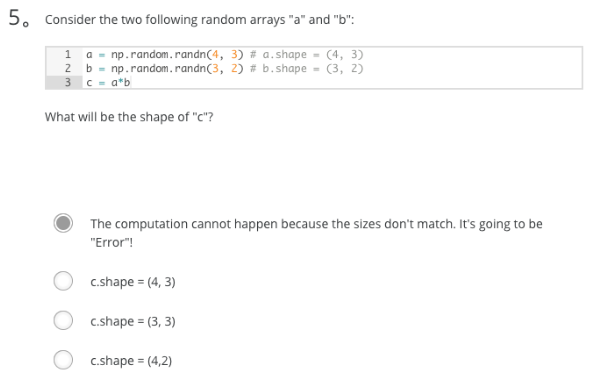 5。 Consider the two following random arrays "a" and "b":
1 a = np.random.randn(4, 3) # a.shape = (4, 3)
2 b = np.random.randn(3, 2) # b.shape = (3, 2)
3 c = a*b
What will be the shape of "c"?
The computation cannot happen because the sizes don't match. It's going to be
"Error"!
c.shape = (4, 3)
c.shape = (3, 3)
c.shape = (4,2)